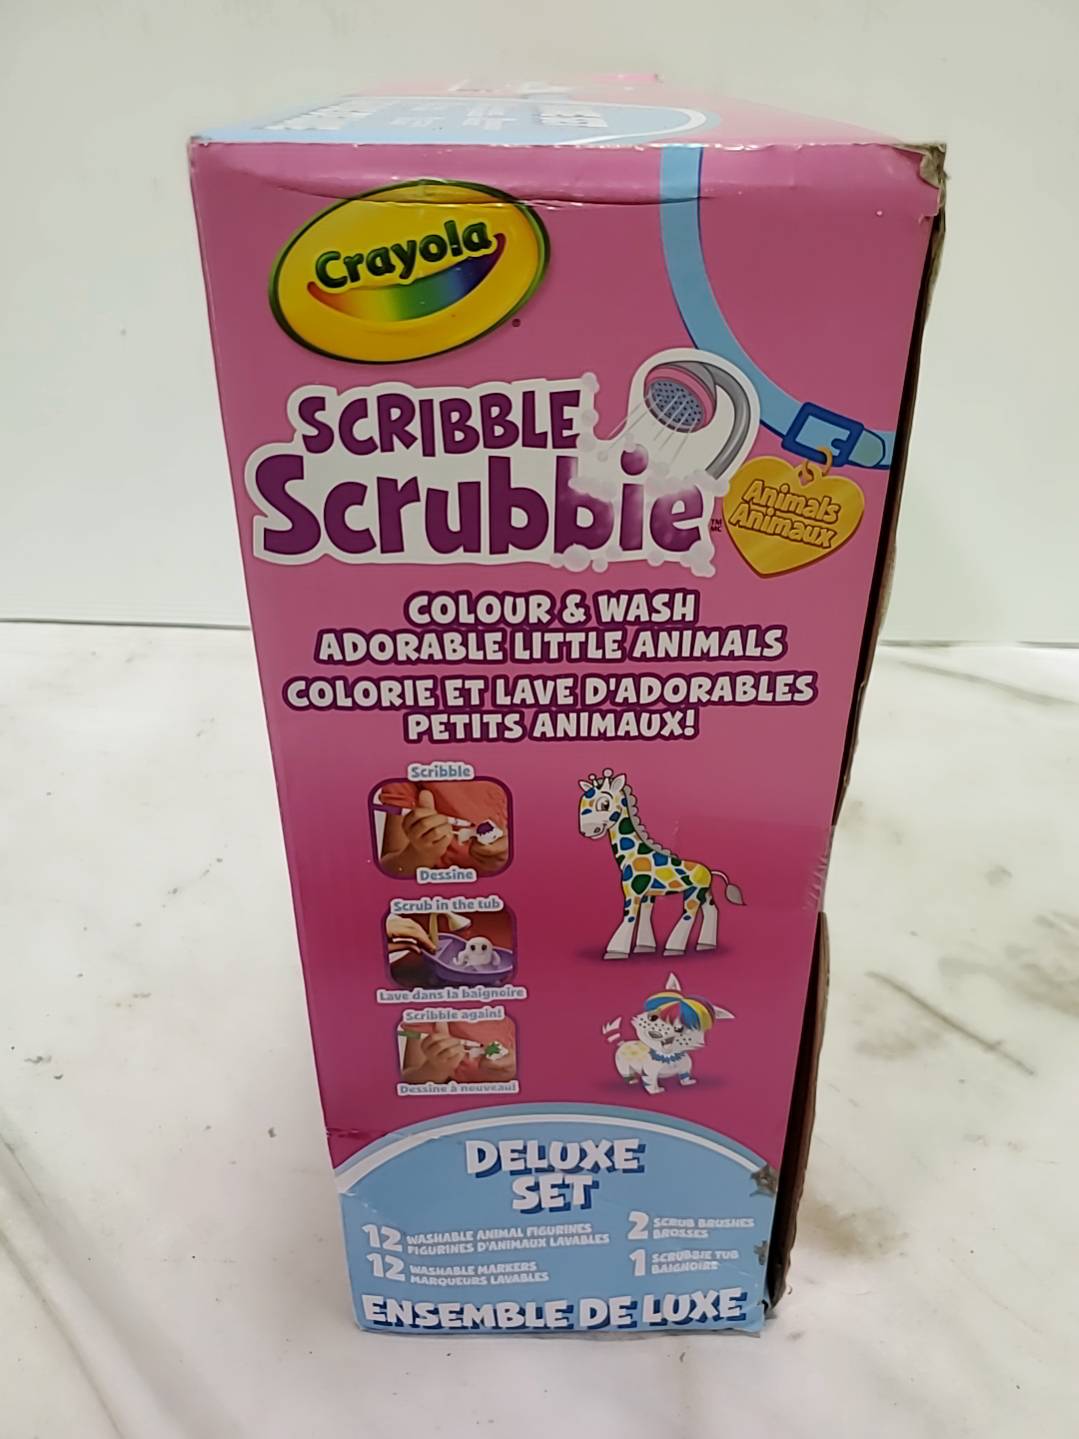 Crayola
SCRIBBLE
Scrubbie
TM
MC
Animals
Animaux
COLOUR & WASH
ADORABLE LITTLE ANIMALS
COLORIE ET LAVE D'ADORABLES
PETITS ANIMAUX!
Scribble
Dessine
Scrub in the tub
Lave dans la baignoire
Scribble again!
Dessine à nouveau!
DELUXE
SET
12 WASHABLE ANIMAL FIGURINES
FIGURINES D'ANIMAUX LAVABLES
12 WASHABLE MARKERS
MARQUEURS LAVABLES
2 SCRUB BRUSHES
BROSSES
1 SCRUBBIE TUB
BAIGNOIRE
ENSEMBLE DE LUXE